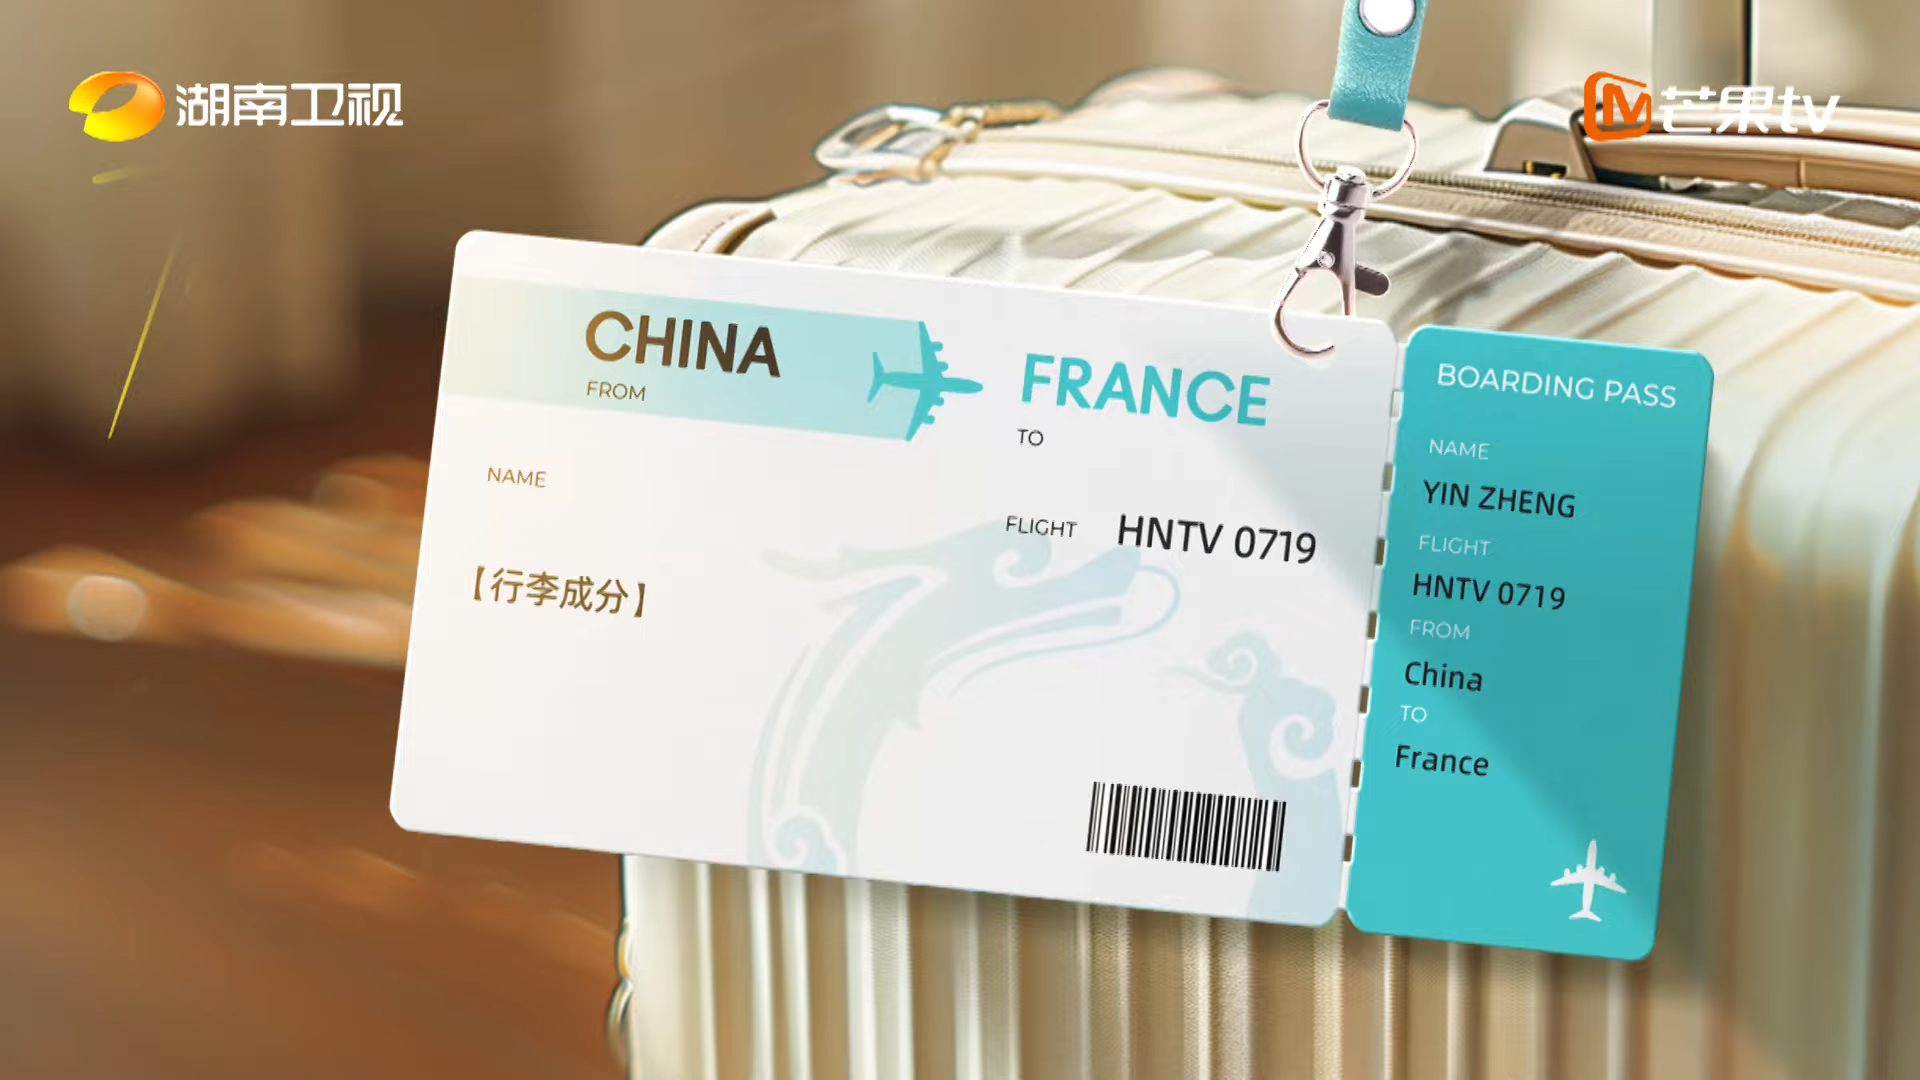 湖南卫视
芒果tv
CHINA
FROM
FRANCE
TO
NAME
FLIGHT HNTV 0719
【行李成分】
BOARDING PASS
NAME
YIN ZHENG
FLIGHT
HNTV 0719
FROM
China
TO
France